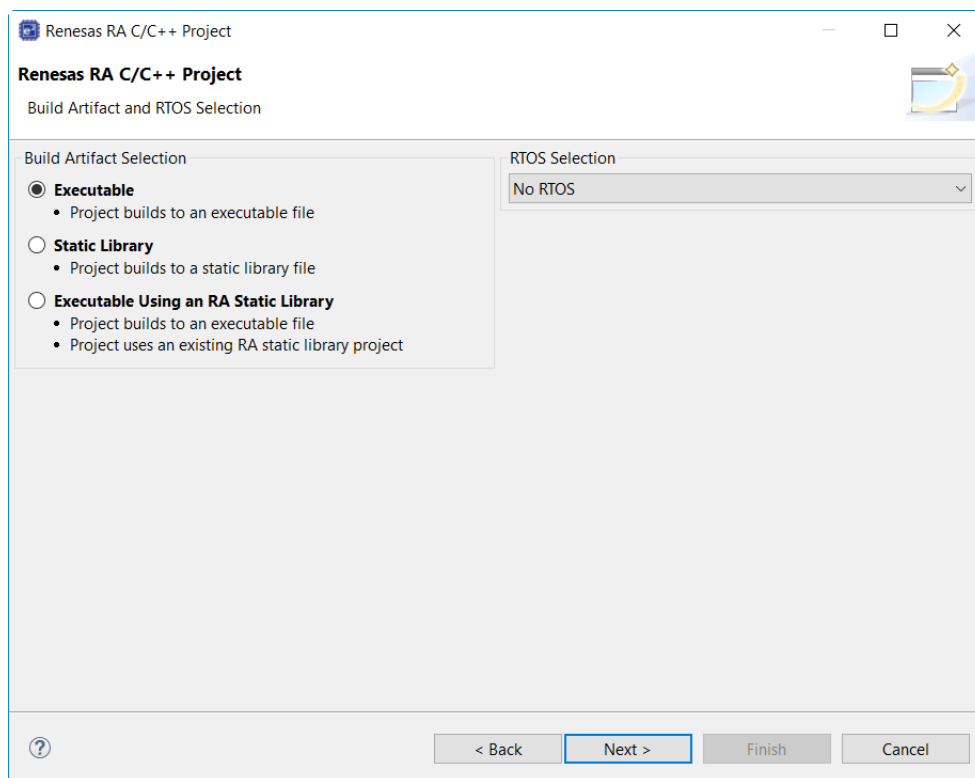 Renesas RA C/C++ Project
Renesas RA C/C++ Project
Build Artifact and RTOS Selection
Build Artifact Selection
Executable
• Project builds to an executable file
Static Library
• Project builds to a static library file
Executable Using an RA Static Library
• Project builds to an executable file
• Project uses an existing RA static library project
RTOS Selection
No RTOS
?
< Back Next > Finish Cancel